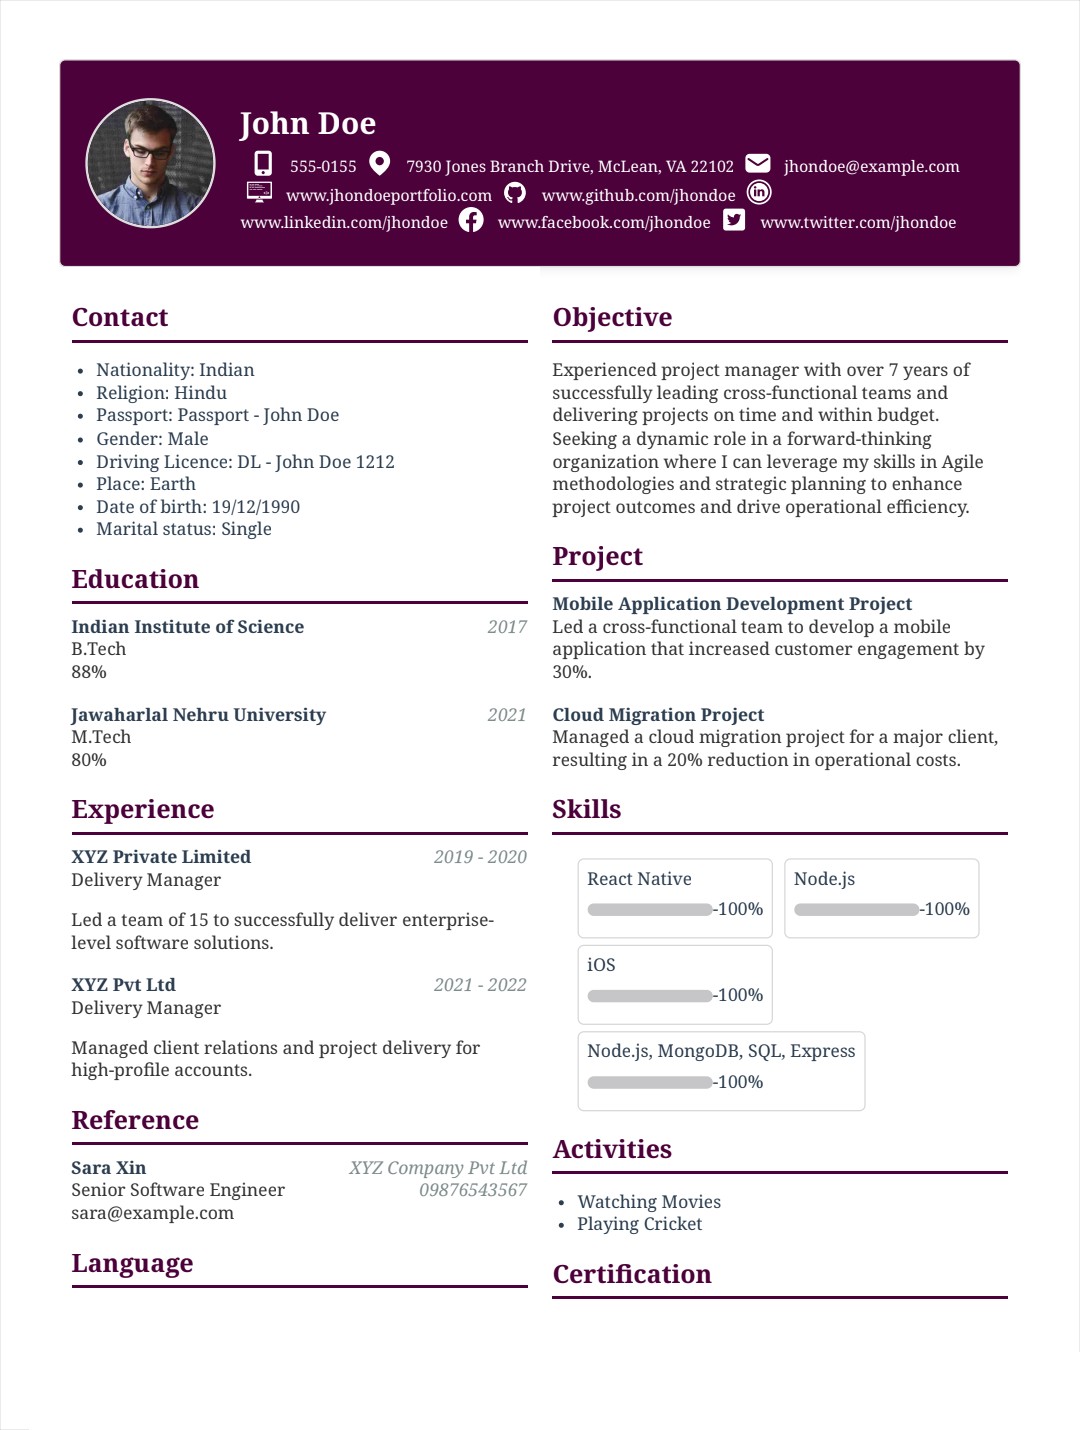 John Doe
555-0155 7930 Jones Branch Drive, McLean, VA 22102 jhondoe@example.com
www.jhondoeportfolio.com www.github.com/jhondoe
www.linkedin.com/jhondoe www.facebook.com/jhondoe www.twitter.com/jhondoe
Contact
• Nationality: Indian
• Religion: Hindu
• Passport: Passport - John Doe
• Gender: Male
• Driving Licence: DL - John Doe 1212
• Place: Earth
• Date of birth: 19/12/1990
• Marital status: Single
Education
Indian Institute of Science 2017
B.Tech
88%
Jawaharlal Nehru University 2021
M.Tech
80%
Experience
XYZ Private Limited 2019 - 2020
Delivery Manager
Led a team of 15 to successfully deliver enterprise-
level software solutions.
XYZ Pvt Ltd 2021 - 2022
Delivery Manager
Managed client relations and project delivery for
high-profile accounts.
Reference
Sara Xin XYZ Company Pvt Ltd
Senior Software Engineer 09876543567
sara@example.com
Language
Objective
Experienced project manager with over 7 years of
successfully leading cross-functional teams and
delivering projects on time and within budget.
Seeking a dynamic role in a forward-thinking
organization where I can leverage my skills in Agile
methodologies and strategic planning to enhance
project outcomes and drive operational efficiency.
Project
Mobile Application Development Project
Led a cross-functional team to develop a mobile
application that increased customer engagement by
30%.
Cloud Migration Project
Managed a cloud migration project for a major client,
resulting in a 20% reduction in operational costs.
Skills
React Native
-100%
Node.js
-100%
iOS
-100%
Node.js, MongoDB, SQL, Express
-100%
Activities
• Watching Movies
• Playing Cricket
Certification